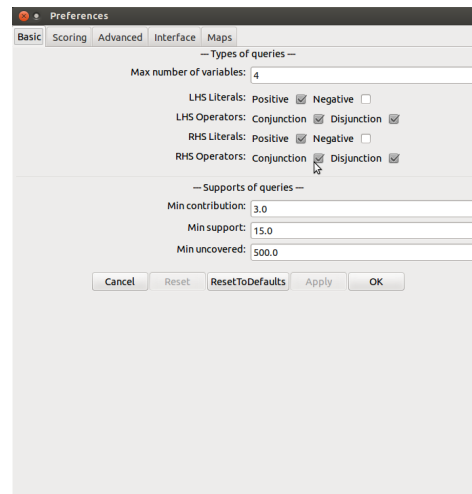 Preferences
Basic Scoring Advanced Interface Maps
--- Types of queries ---
Max number of variables: 4
LHS Literals: Positive Negative
LHS Operators: Conjunction Disjunction
RHS Literals: Positive Negative
RHS Operators: Conjunction Disjunction
--- Supports of queries ---
Min contribution: 3.0
Min support: 15.0
Min uncovered: 500.0
Cancel Reset ResetToDefaults Apply OK